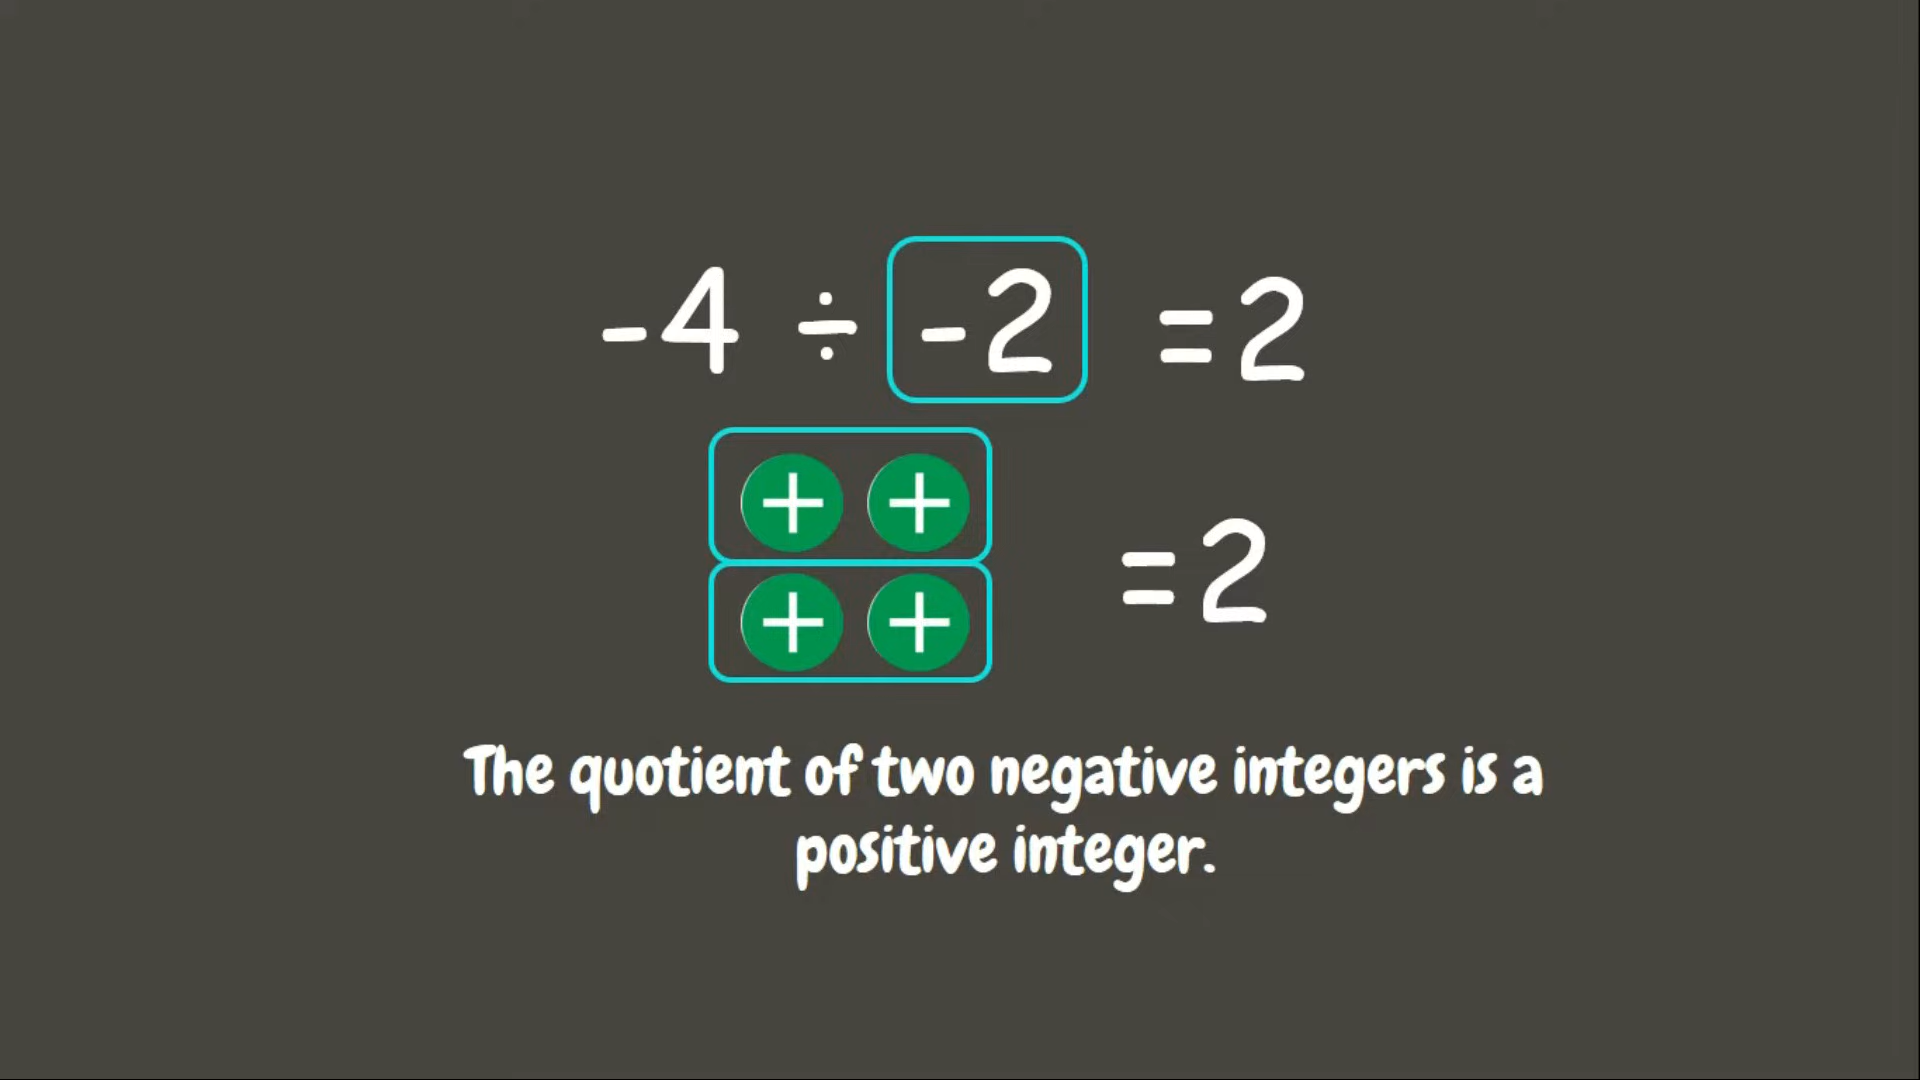 -4 ÷ -2 =2
+ +
+ +
=2
The quotient of two negative integers is a
positive integer.